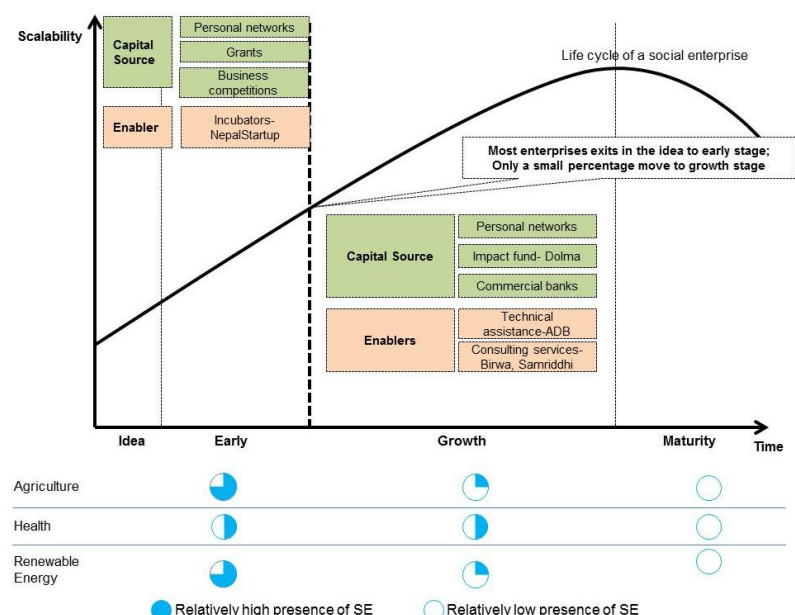 Scalability
Capital
Source
Personal networks
Grants
Business
competitions
Enabler
Incubators-
NepalStartup
Life cycle of a social enterprise
Most enterprises exits in the idea to early stage;
Only a small percentage move to growth stage
Capital Source
Personal networks
Impact fund- Dolma
Commercial banks
Enablers
Technical
assistance-ADB
Consulting services-
Birwa, Samriddhi
Idea
Early
Growth
Maturity
Time
Agriculture
Health
Renewable
Energy
Relatively high presence of SE
Relatively low presence of SE